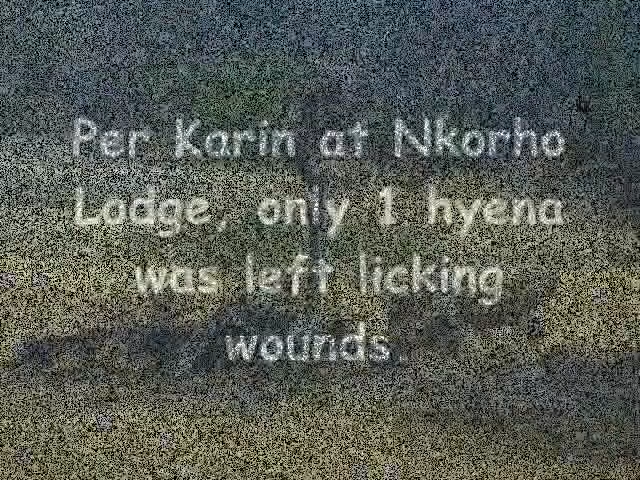 Per Karin at Nkorho
Lodge, only 1 hyena
was left licking
wounds.